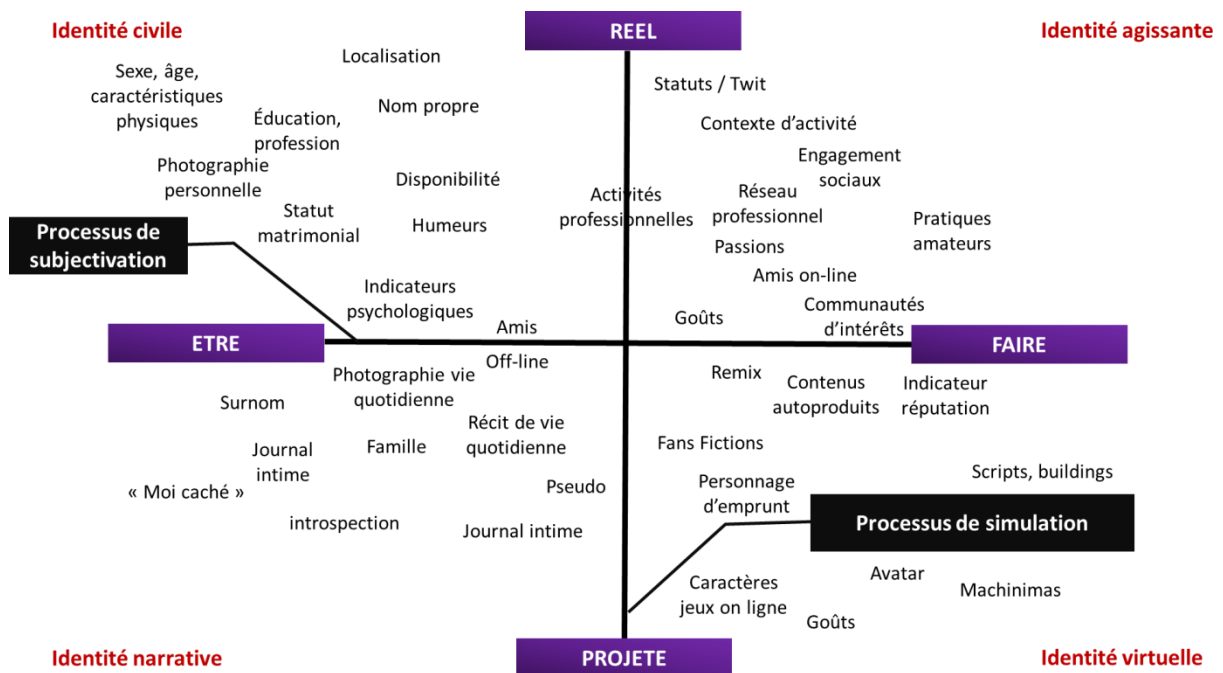 Identité civile
REEL
Identité agissante
Localisation
Sexe, âge,
caractéristiques
physiques
Statuts / Twit
Nom propre
Éducation,
profession
Contexte d’activité
Engagement
sociaux
Photographie
personnelle
Disponibilité
Activités
professionnelles
Réseau
professionnel
Statut
matrimonial
Humeurs
Pratiques
amateurs
Processus de
subjectivation
Passions
Amis on-line
Indicateurs
psychologiques
Goûts
Communautés
d’intérêts
Amis
ETRE
FAIRE
Off-line
Photographie vie
quotidienne
Remix
Contenus
autoproduits
Indicateur
réputation
Surnom
Récit de vie
quotidienne
Journal
intime
Famille
Fans Fictions
« Moi caché »
Pseudo
Personnage
d’emprunt
Scripts, buildings
introspection
Journal intime
Processus de simulation
Caractères
jeux on ligne
Avatar
Machinimas
Goûts
Identité narrative
PROJETE
Identité virtuelle